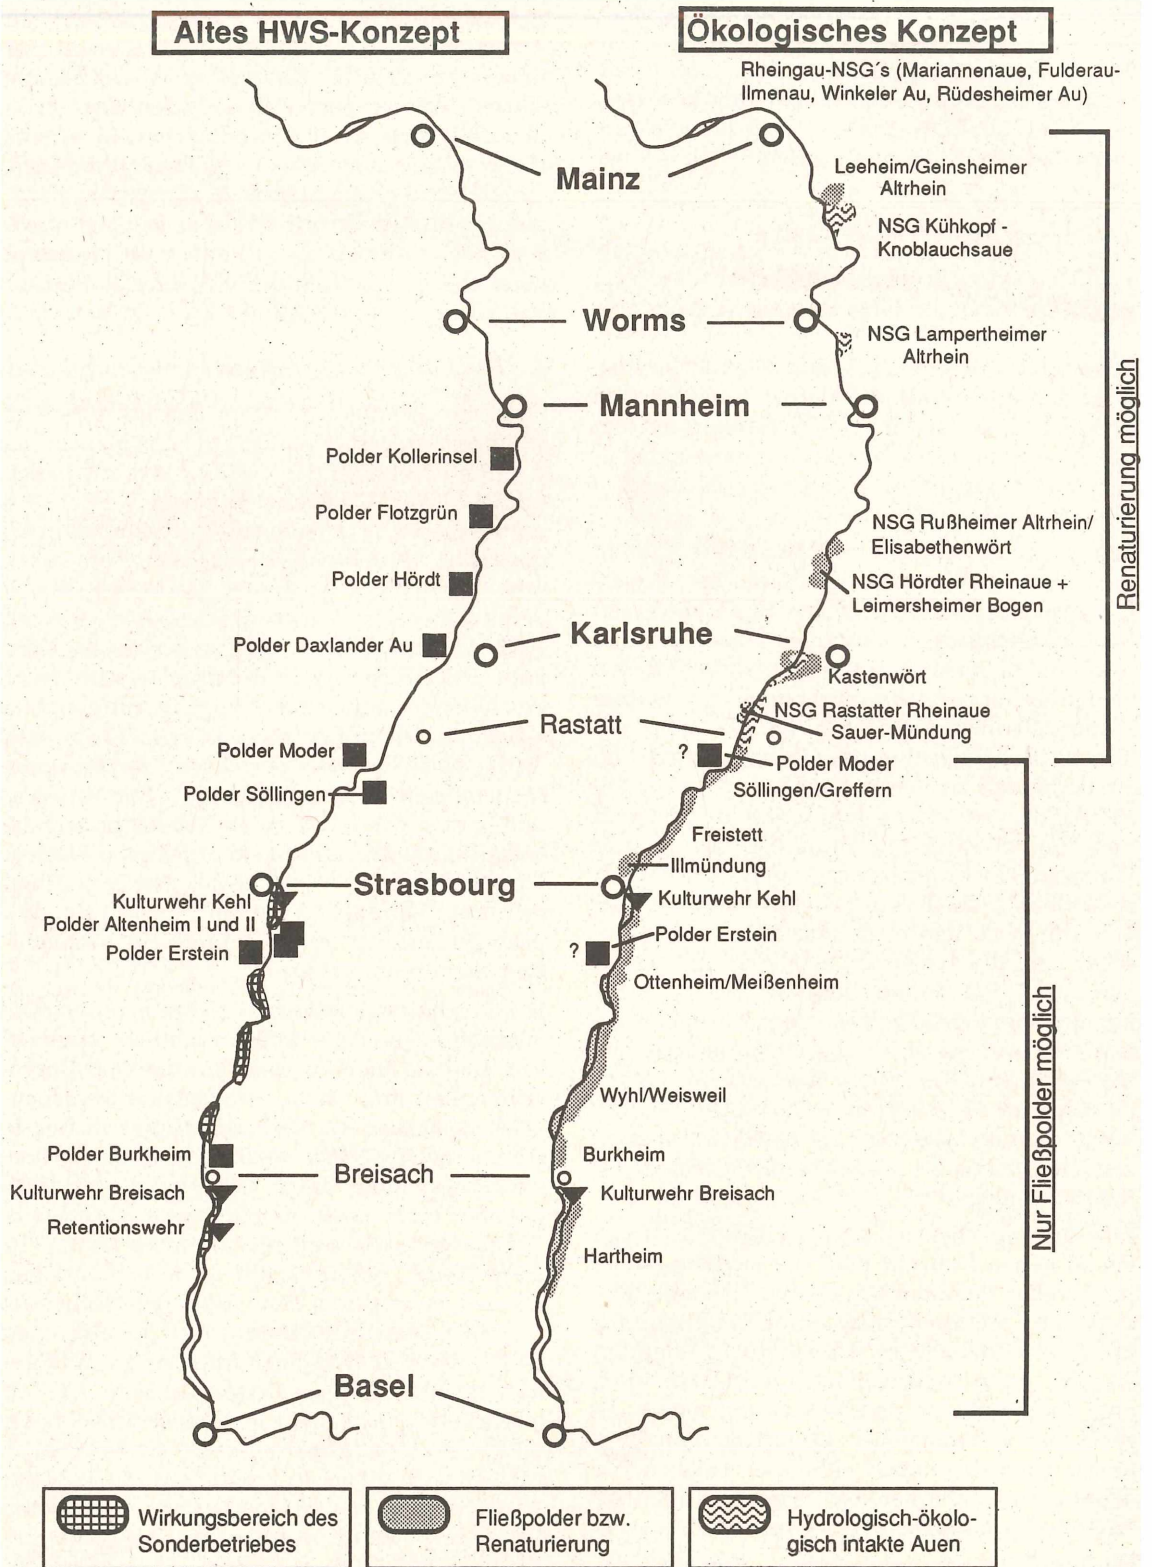 Altes HWS-Konzept
Ökologisches Konzept
Rheingau-NSG´s (Mariannenaue, Fulderau-
Ilmenau, Winkeler Au, Rüdesheimer Au)
Mainz
Leeheim/Geinsheimer
Altrhein
NSG Kühkopf -
Knoblauchsaue
Worms
NSG Lampertheimer
Altrhein
Mannheim
Renaturierung möglich
Polder Kollerinsel
Polder Flotzgrün
NSG Rußheimer Altrhein/
Elisabethenwört
Polder Hördt
NSG Hördter Rheinaue +
Leimersheimer Bogen
Polder Daxlander Au
Karlsruhe
Kastenwört
Rastatt
NSG Rastatter Rheinaue
Sauer-Mündung
Polder Moder
?
Polder Moder
Polder Söllingen
Söllingen/Greffern
Freistett
Illmündung
Strasbourg
Kulturwehr Kehl
Kulturwehr Kehl
Polder Altenheim I und II
Polder Erstein
?
Polder Erstein
Ottenheim/Meißenheim
Nur Fließpolder möglich
Wyhl/Weisweil
Polder Burkheim
Burkheim
Breisach
Kulturwehr Breisach
Kulturwehr Breisach
Retentionswehr
Hartheim
Basel
Wirkungsbereich des
Sonderbetriebes
Fließpolder bzw.
Renaturierung
Hydrologisch-ökolo-
gisch intakte Auen